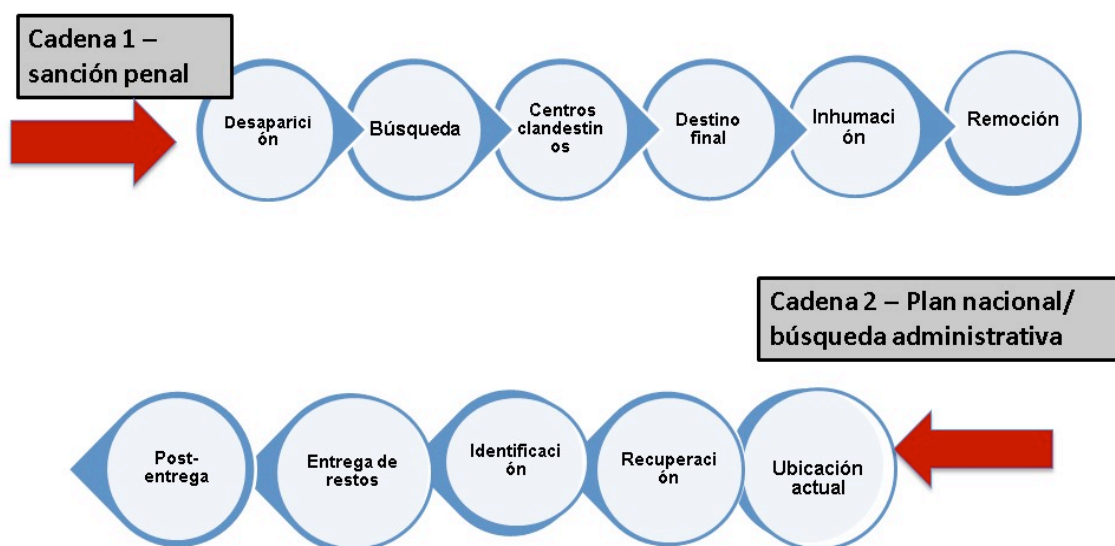 Cadena 1 –
sanción penal
Desaparici
ón
Búsqueda
Centros
clandestin
os
Destino
final
Inhumaci
ón
Remoción
Cadena 2 – Plan nacional/
búsqueda administrativa
Post-
entrega
Entrega de
restos
Identificaci
ón
Recuperaci
ón
Ubicación
actual